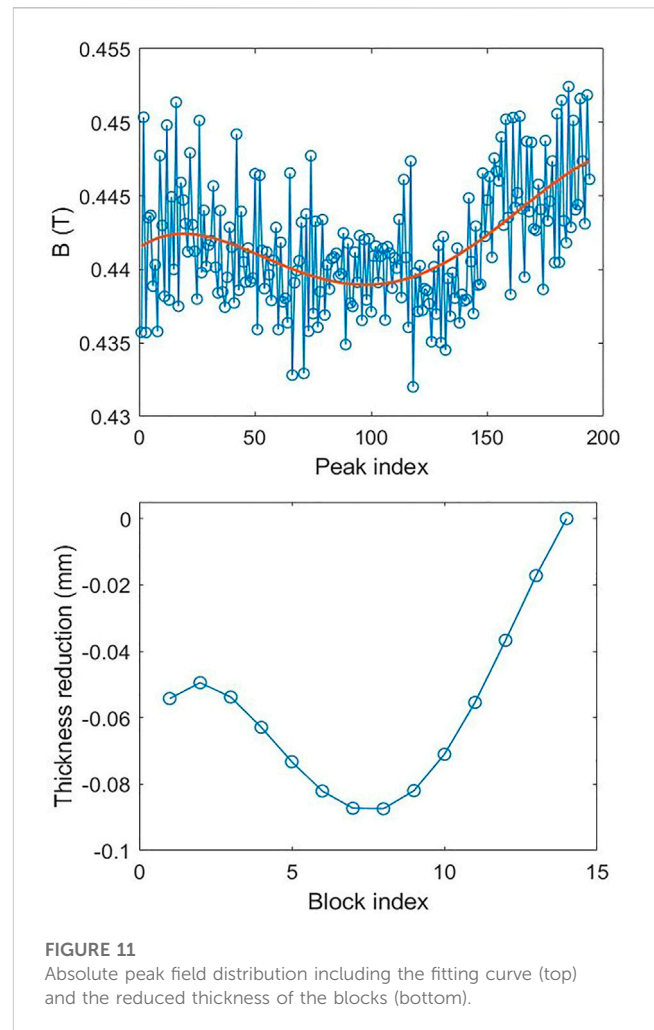 0.455
0.45
0.445
0.44
0.435
0.43
B (T)
0 50 100 150 200
Peak index
0
-0.02
-0.04
-0.06
-0.08
-0.1
Thickness reduction (mm)
0 5 10 15
Block index
FIGURE 11
Absolute peak field distribution including the fitting curve (top)
and the reduced thickness of the blocks (bottom).